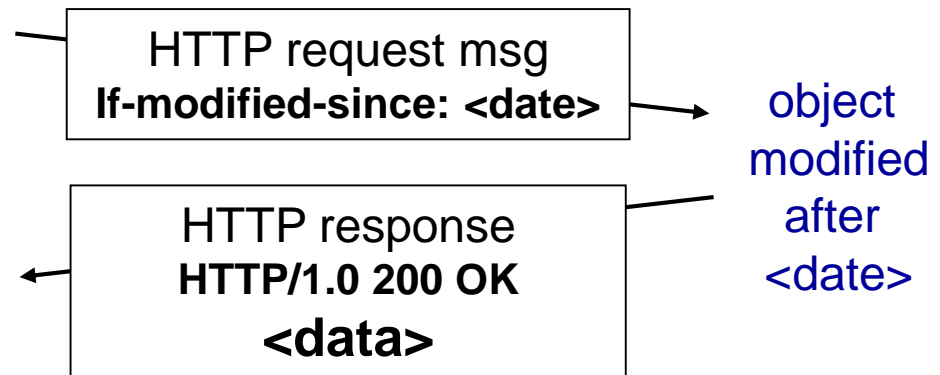 HTTP request msg
If-modified-since: <date>
object
modified
after
<date>
HTTP response
HTTP/1.0 200 OK
<data>